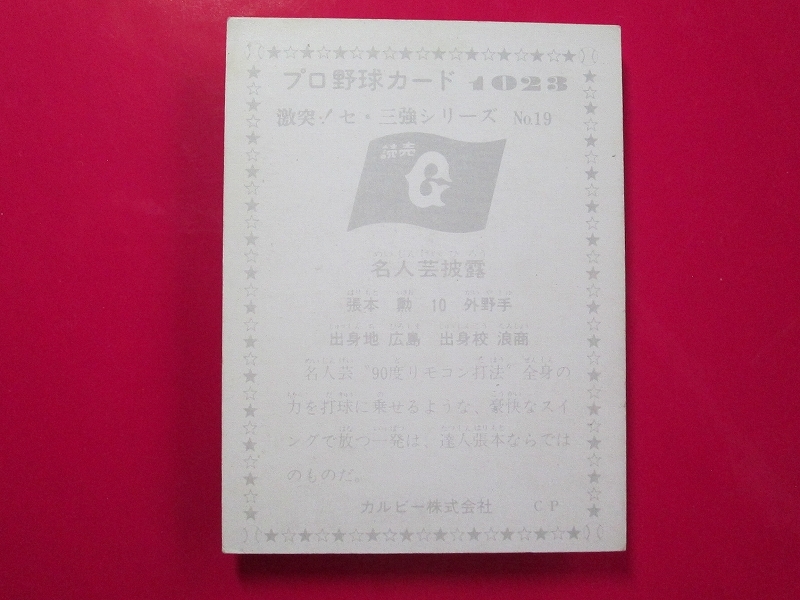 プロ野球カード 1023
激突!セ・三強シリーズ No.19
読売
G
名人芸披露
張本 勲 10 外野手
出身地 広島 出身校 浪商
名人芸“90度リモコン打法”全身の
力を打球に乗せるような、豪快なスイ
ングで放つ一発は、達人張本ならでは
のものだ。
カルビー株式会社 CP